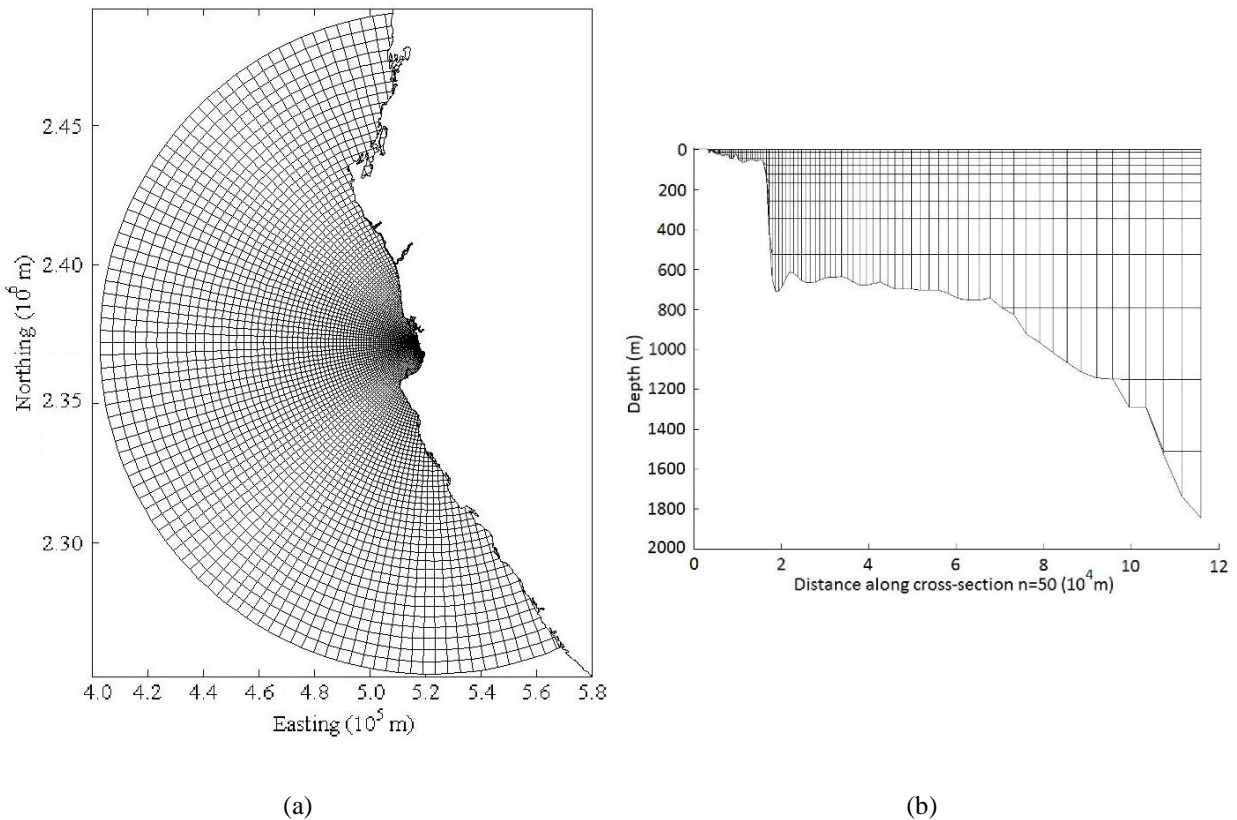 2.45
2.40
2.35
2.30
Northing (10⁶ m)
4.0 4.2 4.4 4.6 4.8 5.0 5.2 5.4 5.6 5.8
Easting (10⁵ m)
(a)
0
200
400
600
800
1000
1200
1400
1600
1800
2000
Depth (m)
0 2 4 6 8 10 12
Distance along cross-section n=50 (10⁴m)
(b)